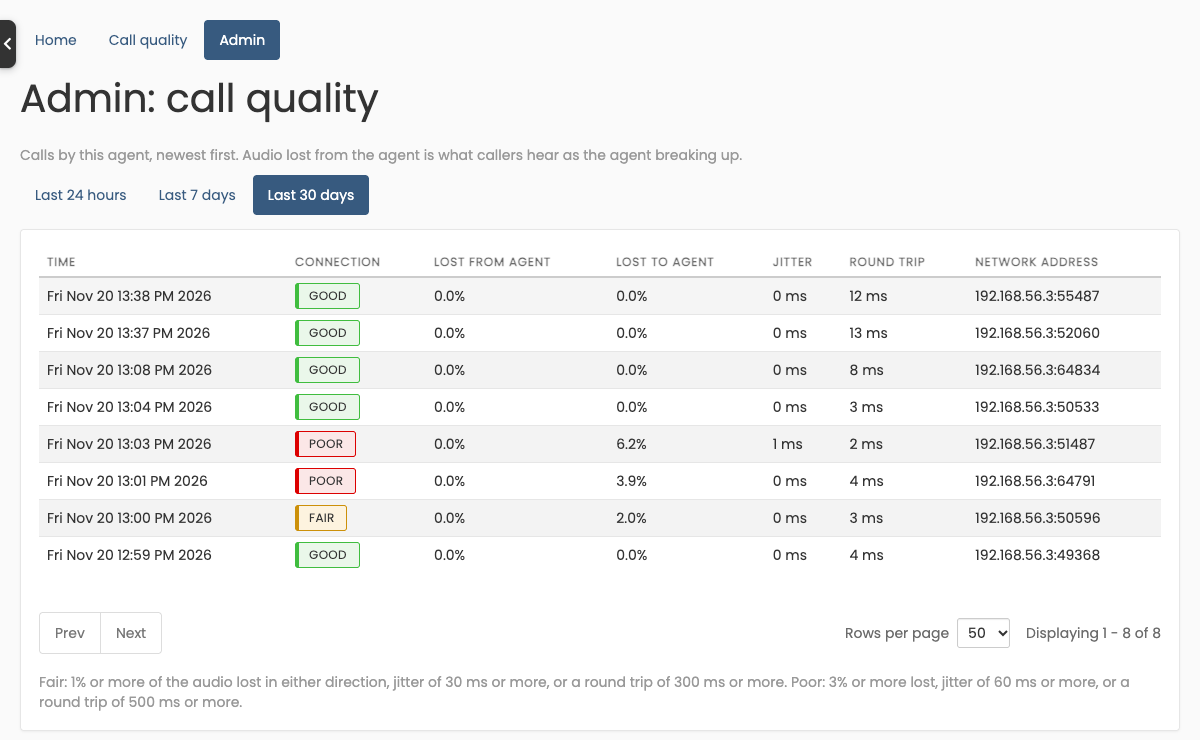 Home Call quality Admin
Admin: call quality
Calls by this agent, newest first. Audio lost from the agent is what callers hear as the agent breaking up.
Last 24 hours Last 7 days Last 30 days
TIME CONNECTION LOST FROM AGENT LOST TO AGENT JITTER ROUND TRIP NETWORK ADDRESS
Fri Nov 20 13:38 PM 2026 GOOD 0.0% 0.0% 0 ms 12 ms 192.168.56.3:55487
Fri Nov 20 13:37 PM 2026 GOOD 0.0% 0.0% 0 ms 13 ms 192.168.56.3:52060
Fri Nov 20 13:08 PM 2026 GOOD 0.0% 0.0% 0 ms 8 ms 192.168.56.3:64834
Fri Nov 20 13:04 PM 2026 GOOD 0.0% 0.0% 0 ms 3 ms 192.168.56.3:50533
Fri Nov 20 13:03 PM 2026 POOR 0.0% 6.2% 1 ms 2 ms 192.168.56.3:51487
Fri Nov 20 13:01 PM 2026 POOR 0.0% 3.9% 0 ms 4 ms 192.168.56.3:64791
Fri Nov 20 13:00 PM 2026 FAIR 0.0% 2.0% 0 ms 3 ms 192.168.56.3:50596
Fri Nov 20 12:59 PM 2026 GOOD 0.0% 0.0% 0 ms 4 ms 192.168.56.3:49368
Prev Next Rows per page 50 Displaying 1 - 8 of 8
Fair: 1% or more of the audio lost in either direction, jitter of 30 ms or more, or a round trip of 300 ms or more. Poor: 3% or more lost, jitter of 60 ms or more, or a
round trip of 500 ms or more.